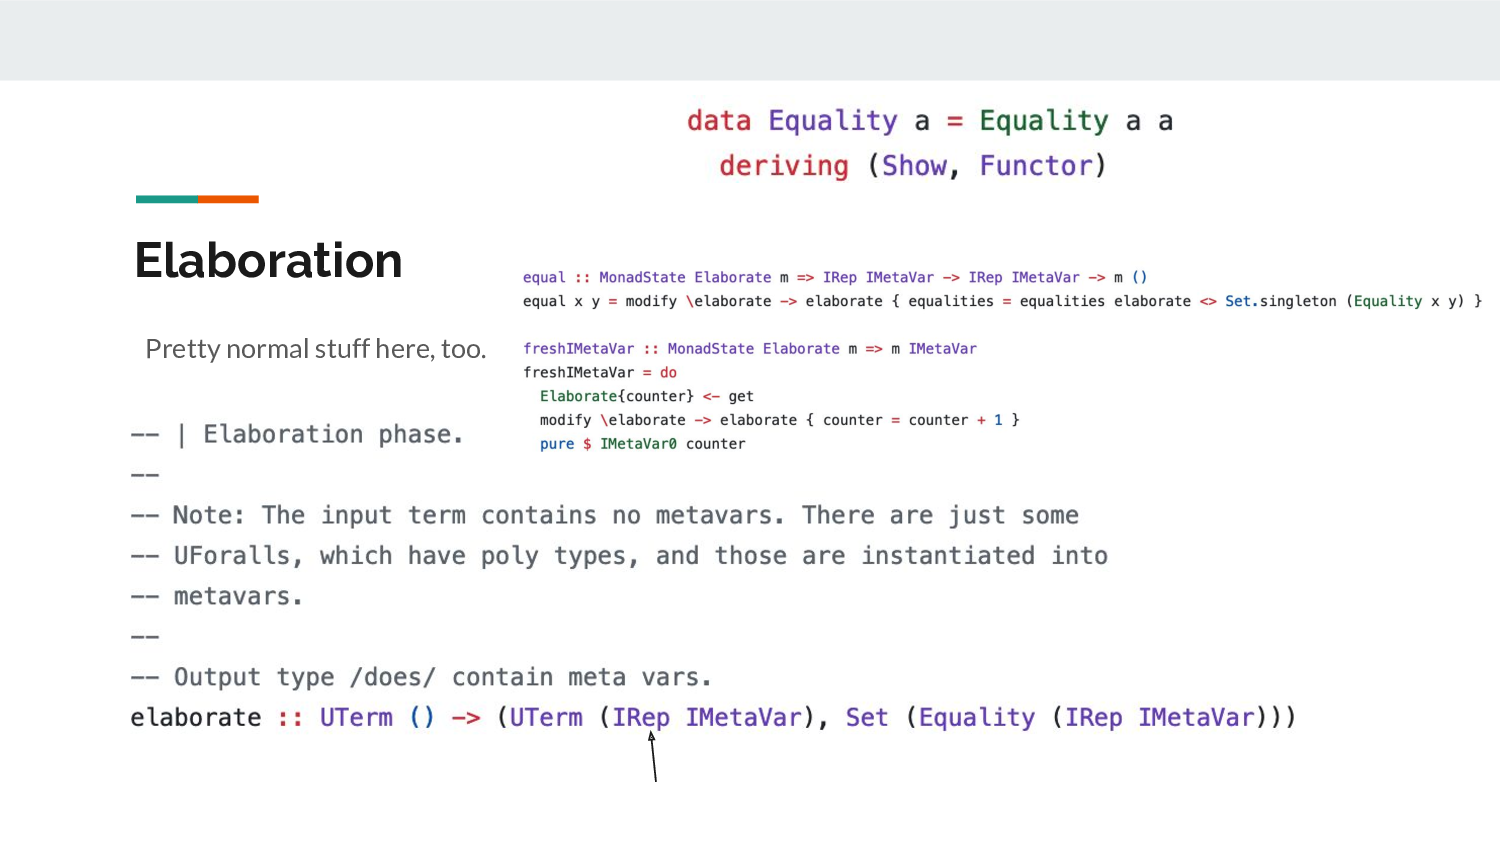 data Equality a = Equality a a
  deriving (Show, Functor)
Elaboration
Pretty normal stuff here, too.
equal :: MonadState Elaborate m => IRep IMetaVar -> IRep IMetaVar -> m ()
equal x y = modify \elaborate -> elaborate { equalities = equalities elaborate <> Set.singleton (Equality x y) }
freshIMetaVar :: MonadState Elaborate m => m IMetaVar
freshIMetaVar = do
  Elaborate{counter} <- get
  modify \elaborate -> elaborate { counter = counter + 1 }
  pure $ IMetaVar0 counter
-- | Elaboration phase.
--
-- Note: The input term contains no metavars. There are just some
-- UForalls, which have poly types, and those are instantiated into
-- metavars.
--
-- Output type /does/ contain meta vars.
elaborate :: UTerm () -> (UTerm (IRep IMetaVar), Set (Equality (IRep IMetaVar)))